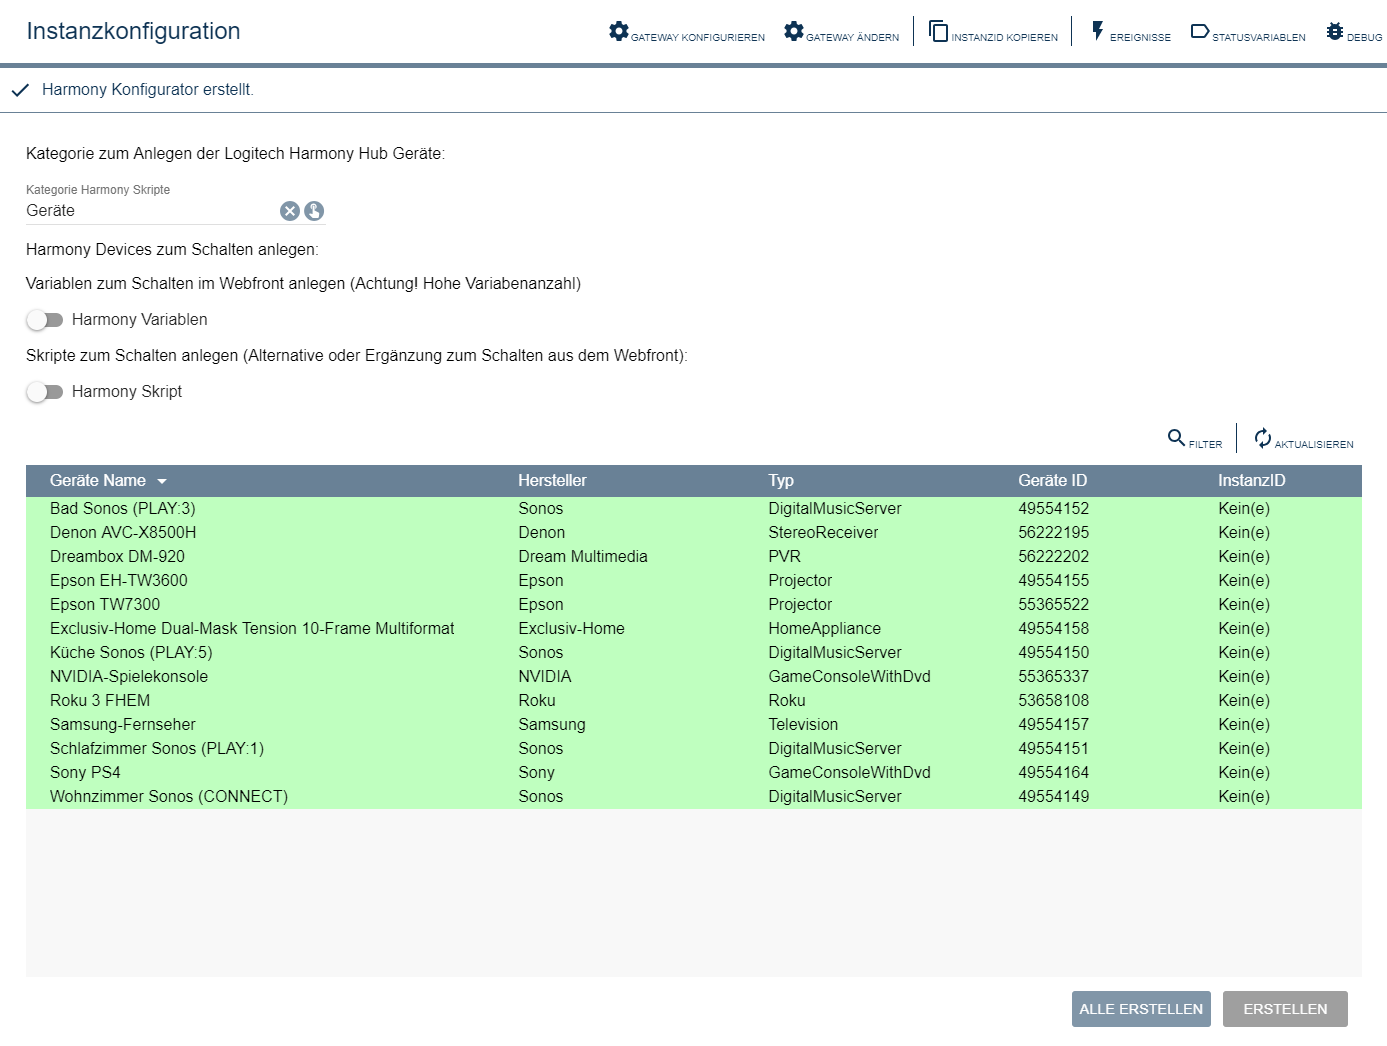 Instanzkonfiguration
GATEWAY KONFIGURIEREN GATEWAY ÄNDERN INSTANZID KOPIEREN EREIGNISSE STATUSVARIABLEN DEBUG
Harmony Konfigurator erstellt.
Kategorie zum Anlegen der Logitech Harmony Hub Geräte:
Kategorie Harmony Skripte
Geräte
Harmony Devices zum Schalten anlegen:
Variablen zum Schalten im Webfront anlegen (Achtung! Hohe Variabenanzahl)
Harmony Variablen
Skripte zum Schalten anlegen (Alternative oder Ergänzung zum Schalten aus dem Webfront):
Harmony Skript
FILTER AKTUALISIEREN
Geräte Name Hersteller Typ Geräte ID InstanzID
Bad Sonos (PLAY:3) Sonos DigitalMusicServer 49554152 Kein(e)
Denon AVC-X8500H Denon StereoReceiver 56222195 Kein(e)
Dreambox DM-920 Dream Multimedia PVR 56222202 Kein(e)
Epson EH-TW3600 Epson Projector 49554155 Kein(e)
Epson TW7300 Epson Projector 55365522 Kein(e)
Exclusiv-Home Dual-Mask Tension 10-Frame Multiformat Exclusiv-Home HomeAppliance 49554158 Kein(e)
Küche Sonos (PLAY:5) Sonos DigitalMusicServer 49554150 Kein(e)
NVIDIA-Spielekonsole NVIDIA GameConsoleWithDvd 55365337 Kein(e)
Roku 3 FHEM Roku Roku 53658108 Kein(e)
Samsung-Fernseher Samsung Television 49554157 Kein(e)
Schlafzimmer Sonos (PLAY:1) Sonos DigitalMusicServer 49554151 Kein(e)
Sony PS4 Sony GameConsoleWithDvd 49554164 Kein(e)
Wohnzimmer Sonos (CONNECT) Sonos DigitalMusicServer 49554149 Kein(e)
ALLE ERSTELLEN ERSTELLEN